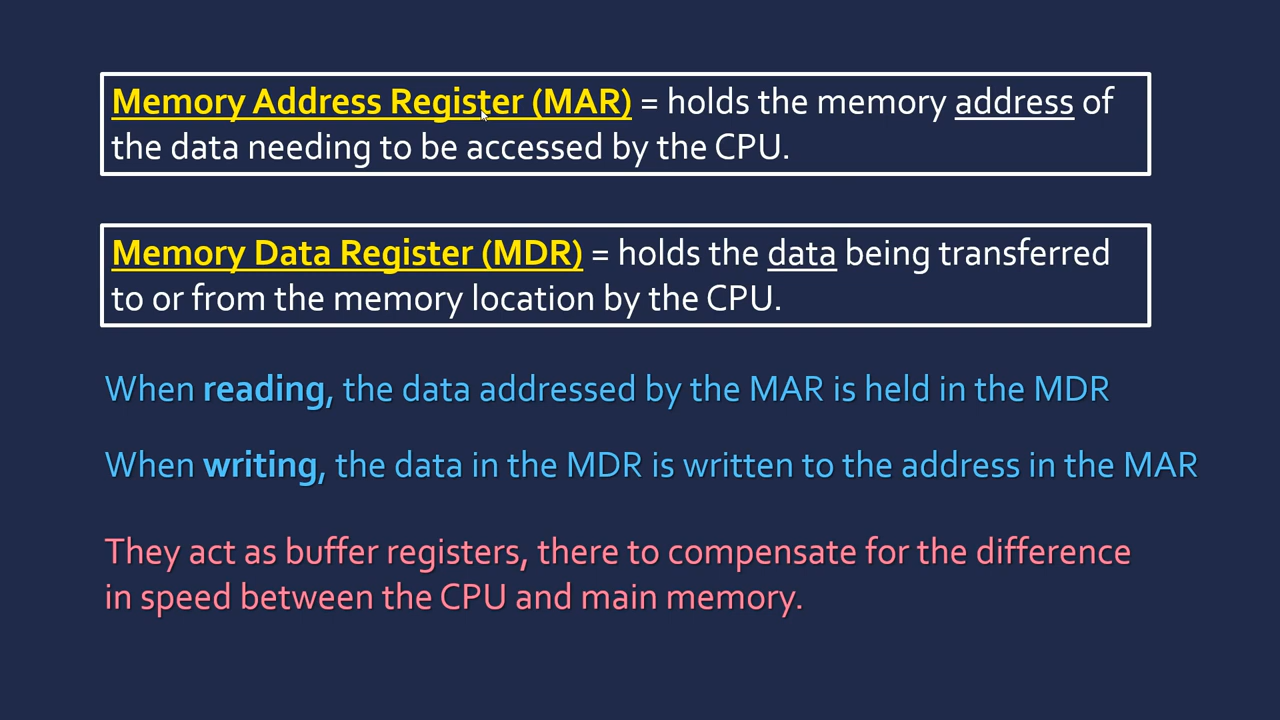 Memory Address Register (MAR) = holds the memory address of
the data needing to be accessed by the CPU.
Memory Data Register (MDR) = holds the data being transferred
to or from the memory location by the CPU.
When reading, the data addressed by the MAR is held in the MDR
When writing, the data in the MDR is written to the address in the MAR
They act as buffer registers, there to compensate for the difference
in speed between the CPU and main memory.